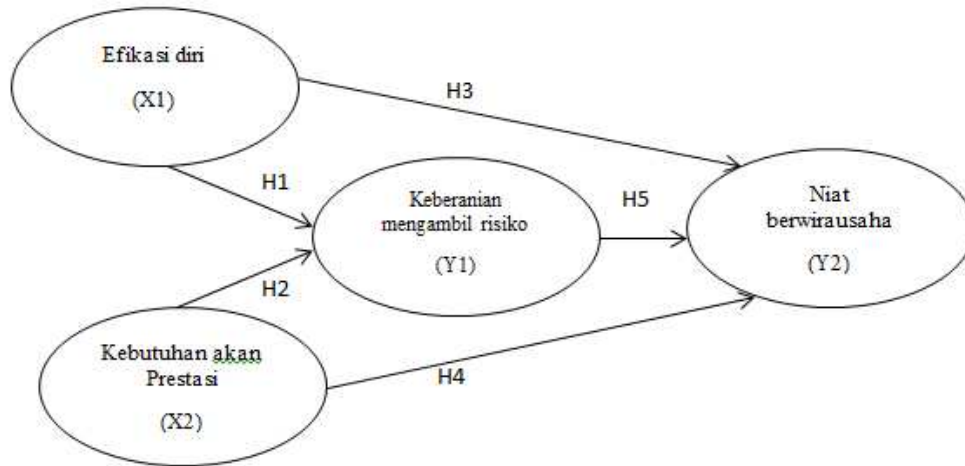 Efikasi diri
(X1)
H3
H1
Keberanian
mengambil risiko
(Y1)
H5
Niat
berwirausaha
(Y2)
H2
Kebutuhan akan
Prestasi
(X2)
H4